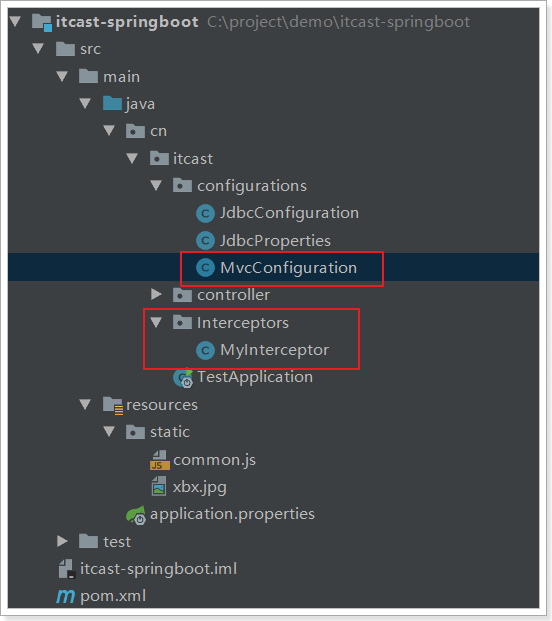 itcast-springboot C:\project\demo\itcast-springboot
src
main
java
cn
itcast
configurations
JdbcConfiguration
JdbcProperties
MvcConfiguration
controller
Interceptors
MyInterceptor
TestApplication
resources
static
common.js
xbx.jpg
application.properties
test
itcast-springboot.iml
pom.xml